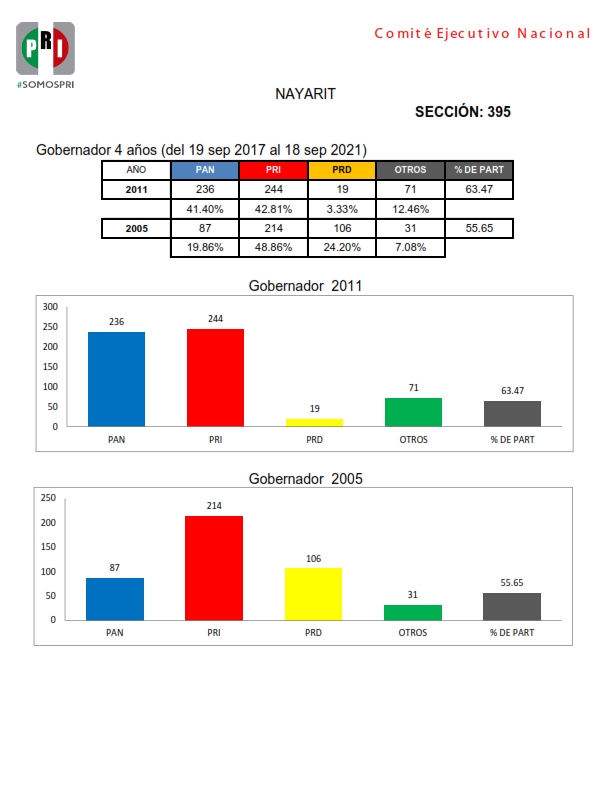 Comité Ejecutivo Nacional
PRI
#SOMOSPRI
NAYARIT
SECCIÓN: 395
Gobernador 4 años (del 19 sep 2017 al 18 sep 2021)
AÑO PAN PRI PRD OTROS % DE PART
2011 236 244 19 71 63.47
41.40% 42.81% 3.33% 12.46%
2005 87 214 106 31 55.65
19.86% 48.86% 24.20% 7.08%
Gobernador 2011
300
250
200
150
100
50
0
236
244
19
71
63.47
PAN PRI PRD OTROS % DE PART
Gobernador 2005
250
200
150
100
50
0
87
214
106
31
55.65
PAN PRI PRD OTROS % DE PART